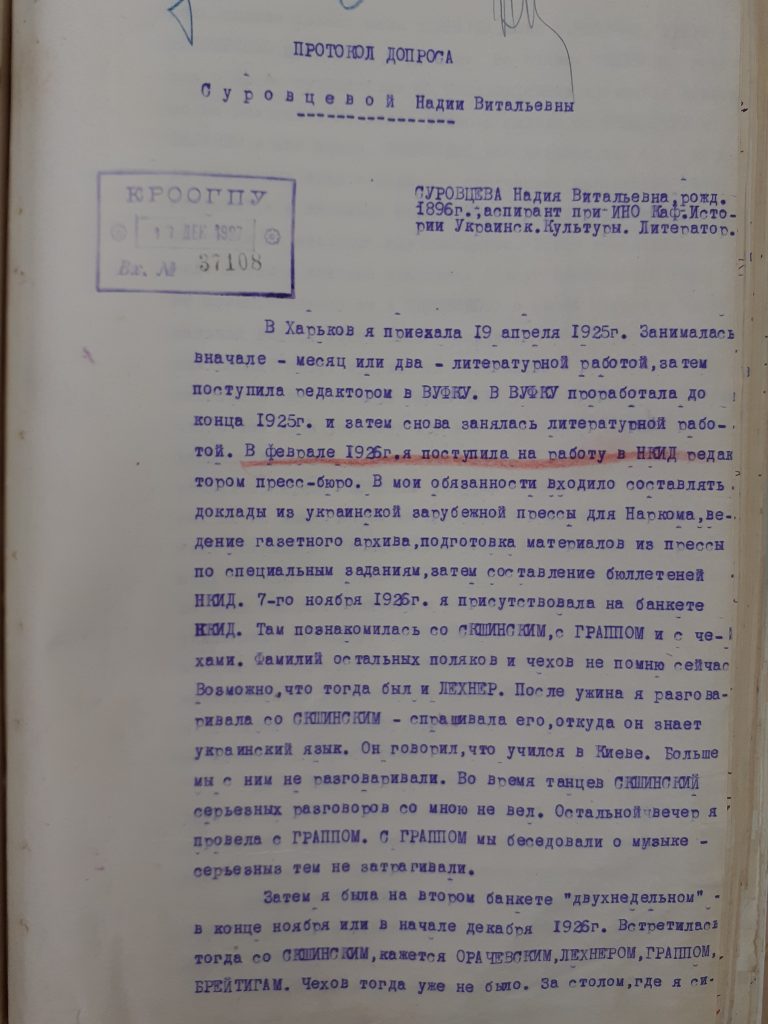 ПРОТОКОЛ ДОПРОСА
Суровцевой Надии Витальевны
КРООГПУ
17 ДЕК 1927
Вх. № 37108
СУРОВЦЕВА Надия Витальевна, рожд.
1896г.; аспирант при ИНО Каф.Исто-
рии Украинск.Культуры. Литератор.
В Харьков я приехала 19 апреля 1925г. Занималась
вначале - месяц или два - литературной работой,затем
поступила редактором в ВУФКУ. В ВУФКУ проработала до
конца 1925г. и затем снова занялась литературной рабо-
той. В феврале 1926г.я поступила на работу в НКИД редак
тором пресс-бюро. В мои обязанности входило составлять
доклады из украинской зарубежной прессы для Наркома,ве-
дение газетного архива,подготовка материалов из прессы
по специальным заданиям,затем составление бюллетеней
НКИД. 7-го ноября 1926г. я присутствовала на банкете
НКИД. Там познакомилась со СКШИНСКИМ,с ГРАППОМ и с че-
хами. Фамилий остальных поляков и чехов не помню сейчас
Возможно,что тогда был и ЛЕХНЕР. После ужина я разгова-
ривала со СКШИНСКИМ - спрашивала его,откуда он знает
украинский язык. Он говорил,что учился в Киеве. Больше
мы с ним не разговаривали. Во время танцев СКШИНСКИЙ
серьезных разговоров со мною не вел. Остальной вечер я
провела с ГРАППОМ. С ГРАППОМ мы беседовали о музыке -
серьезныз тем не затрагивали.
Затем я была на втором банкете "двухнедельном" -
в конце ноября или в начале декабря 1926г. Встретилась
тогда со СКШИНСКИМ,кажется ОРАЧЕВСКИМ,ЛЕХНЕРОМ,ГРАППОМ,
БРЕЙТИГАМ. Чехов тогда уже не было. За столом,где я си-